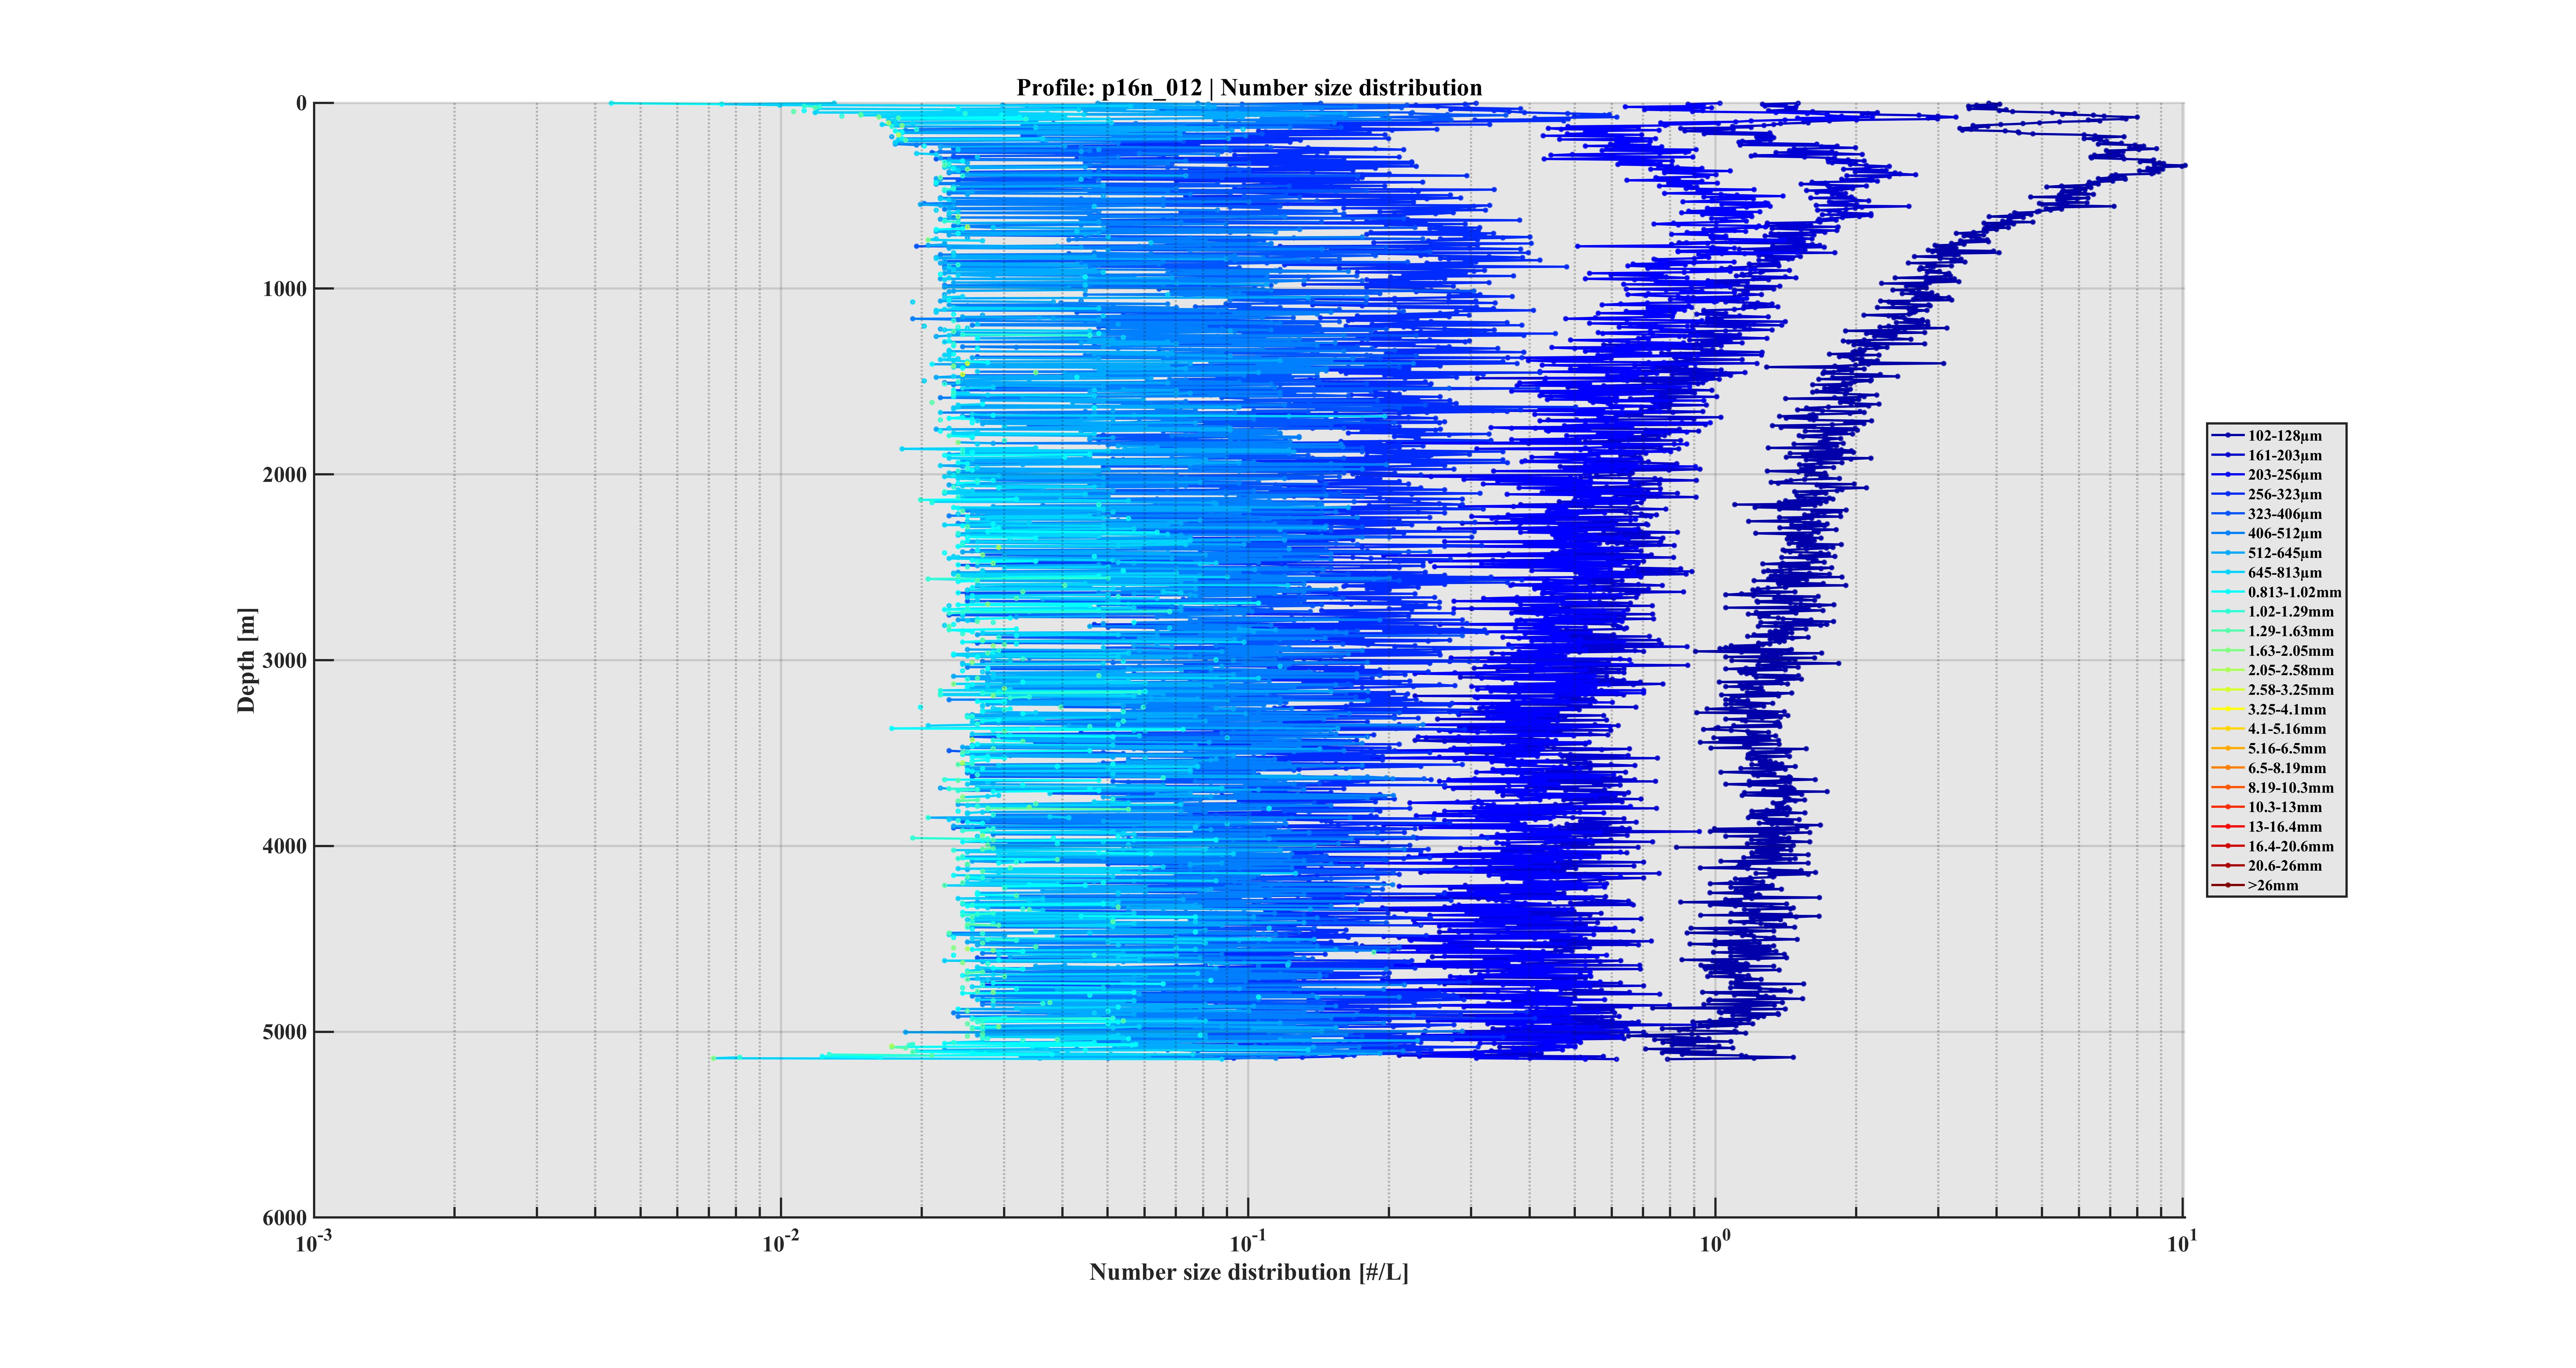 Profile: p16n_012 | Number size distribution
0
1000
2000
3000
4000
5000
6000
Depth [m]
10-3
10-2
10-1
100
101
Number size distribution [#/L]
102-128µm
161-203µm
203-256µm
256-323µm
323-406µm
406-512µm
512-645µm
645-813µm
0.813-1.02mm
1.02-1.29mm
1.29-1.63mm
1.63-2.05mm
2.05-2.58mm
2.58-3.25mm
3.25-4.1mm
4.1-5.16mm
5.16-6.5mm
6.5-8.19mm
8.19-10.3mm
10.3-13mm
13-16.4mm
16.4-20.6mm
20.6-26mm
>26mm